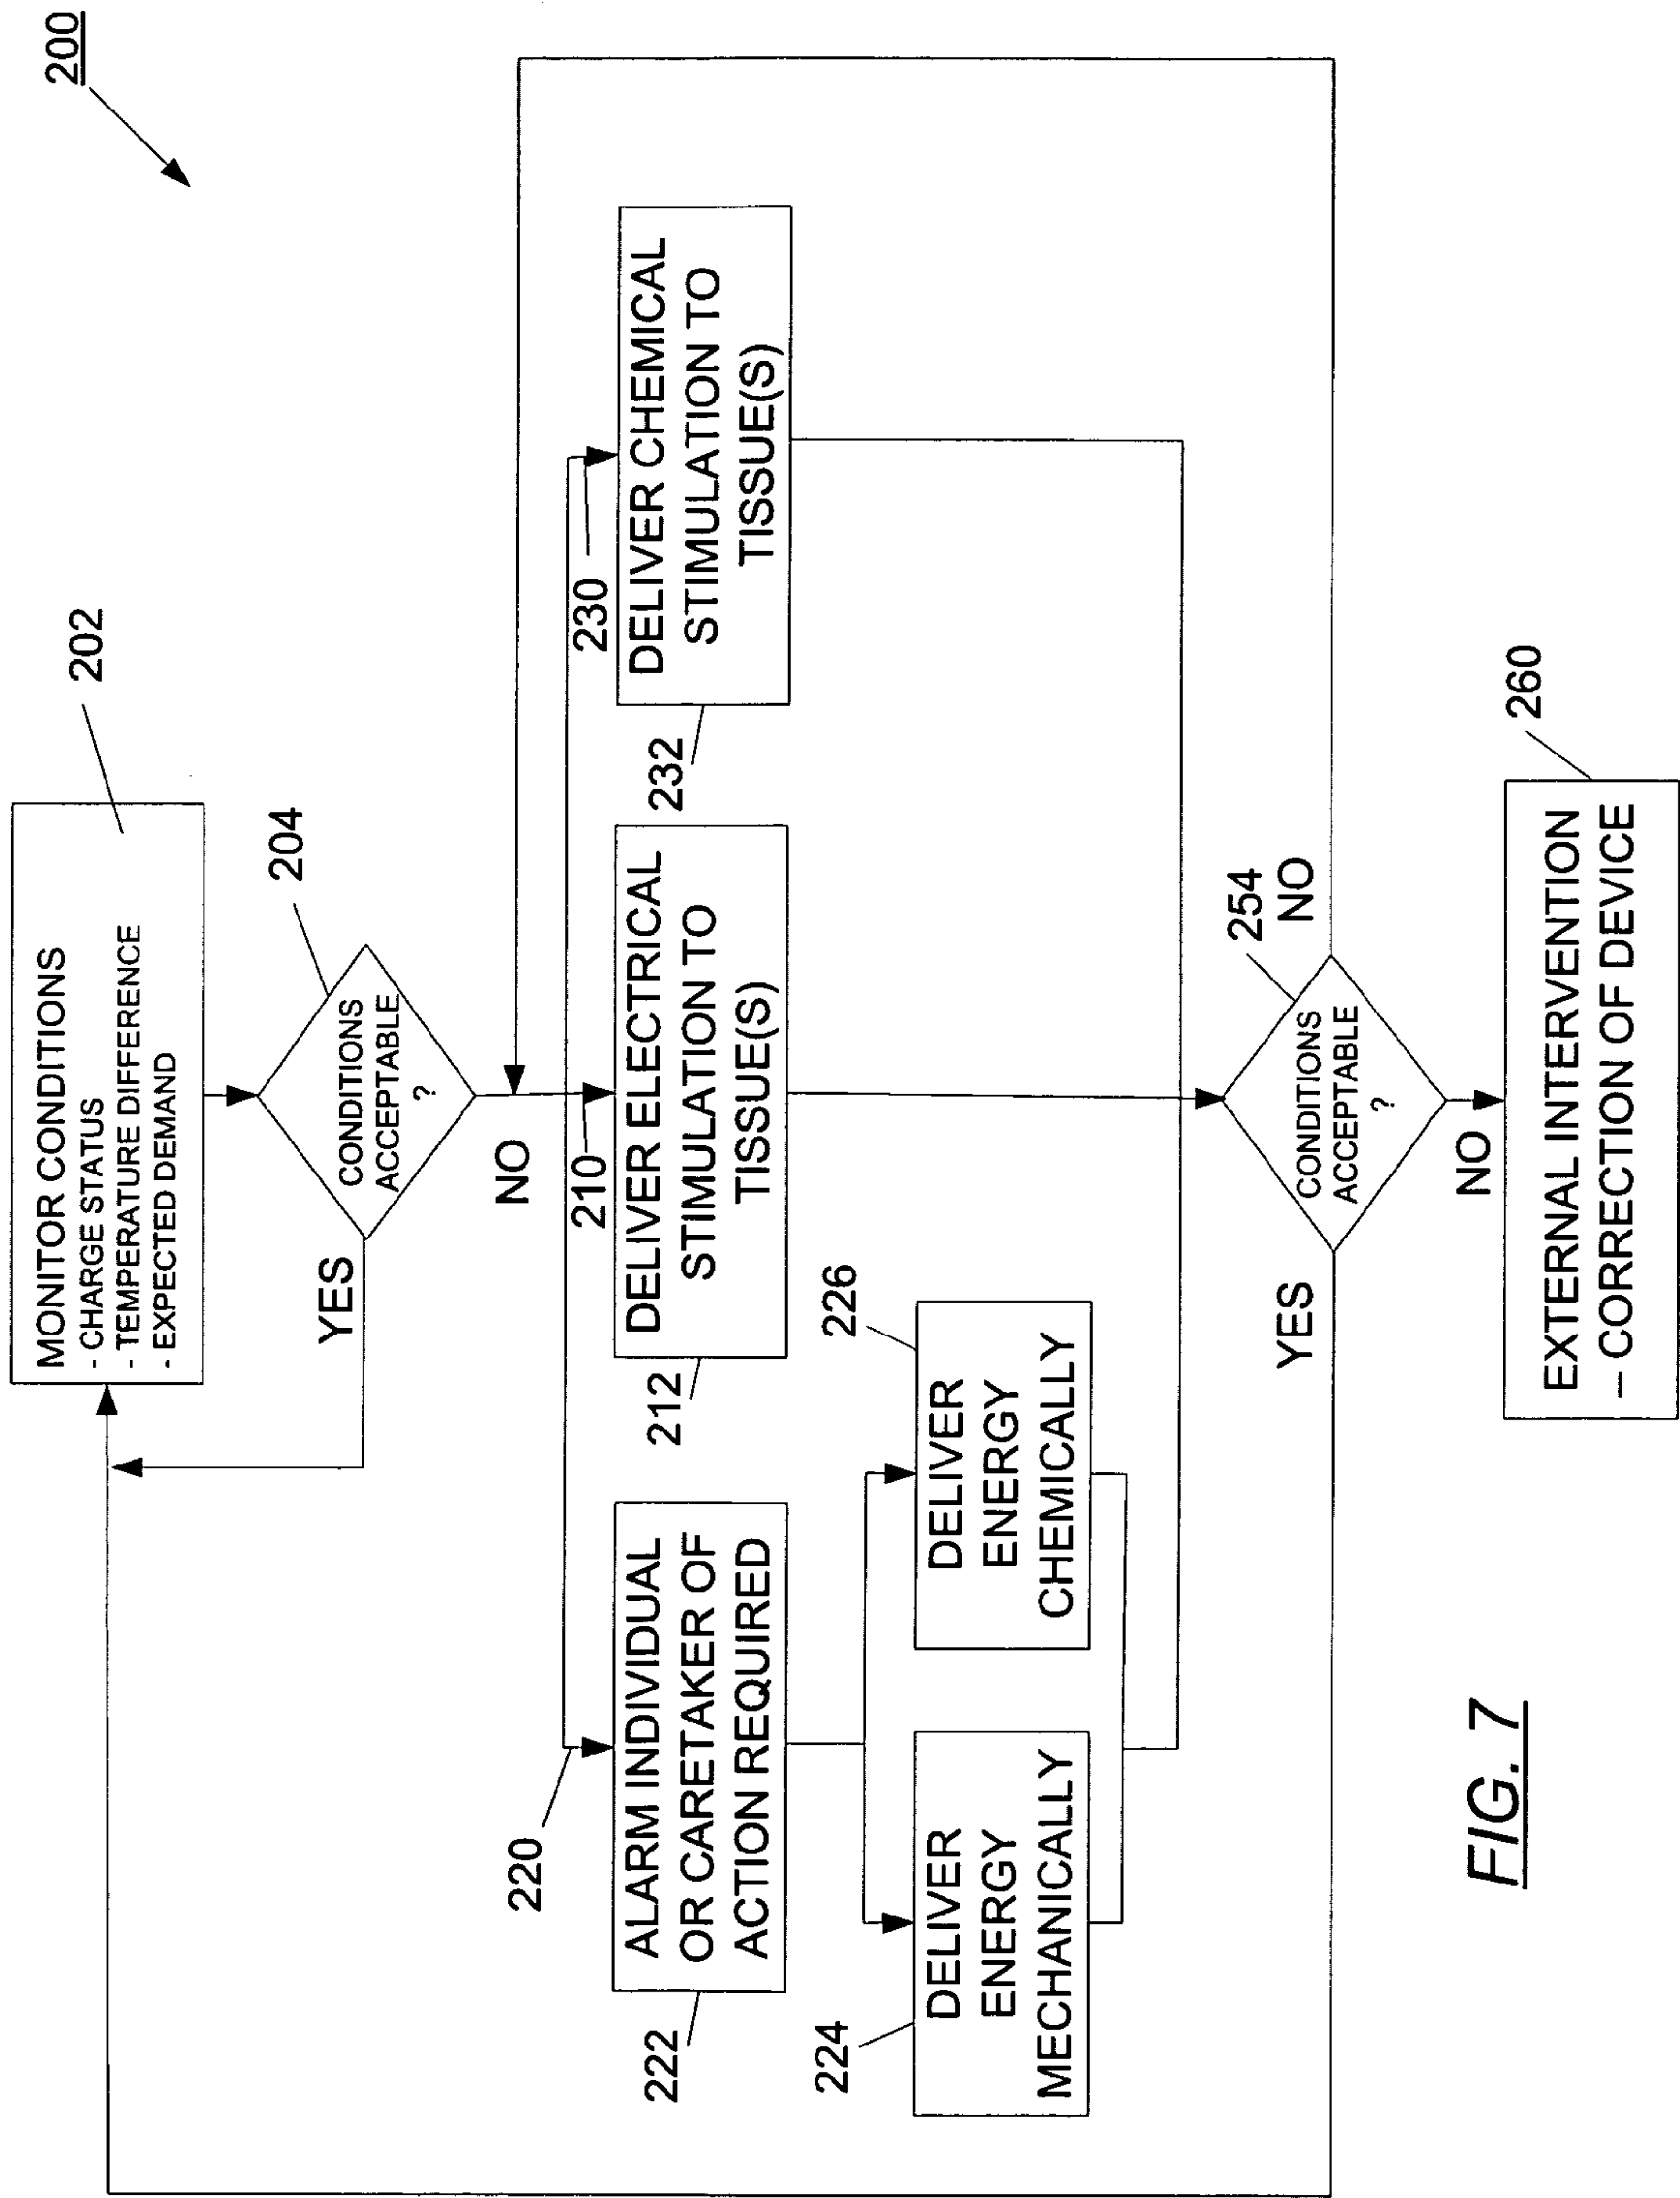 200
202
MONITOR CONDITIONS
- CHARGE STATUS
- TEMPERATURE DIFFERENCE
- EXPECTED DEMAND
204
CONDITIONS
ACCEPTABLE
?
YES
NO
220
210
230
222
ALARM INDIVIDUAL
OR CARETAKER OF
ACTION REQUIRED
212
DELIVER ELECTRICAL
STIMULATION TO
TISSUE(S)
232
DELIVER CHEMICAL
STIMULATION TO
TISSUE(S)
224
DELIVER
ENERGY
MECHANICALLY
226
DELIVER
ENERGY
CHEMICALLY
254
CONDITIONS
ACCEPTABLE
?
YES
NO
NO
260
EXTERNAL INTERVENTION
– CORRECTION OF DEVICE
FIG. 7